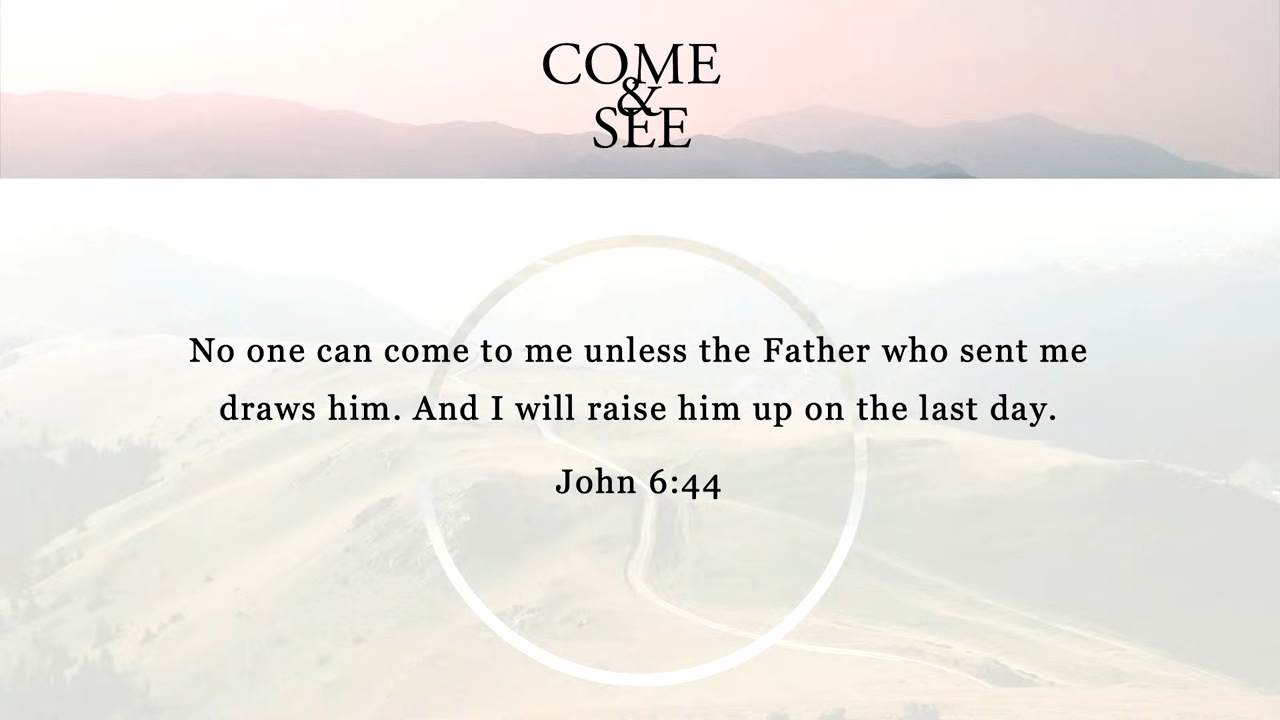 COME
&
SEE
No one can come to me unless the Father who sent me
draws him. And I will raise him up on the last day.
John 6:44